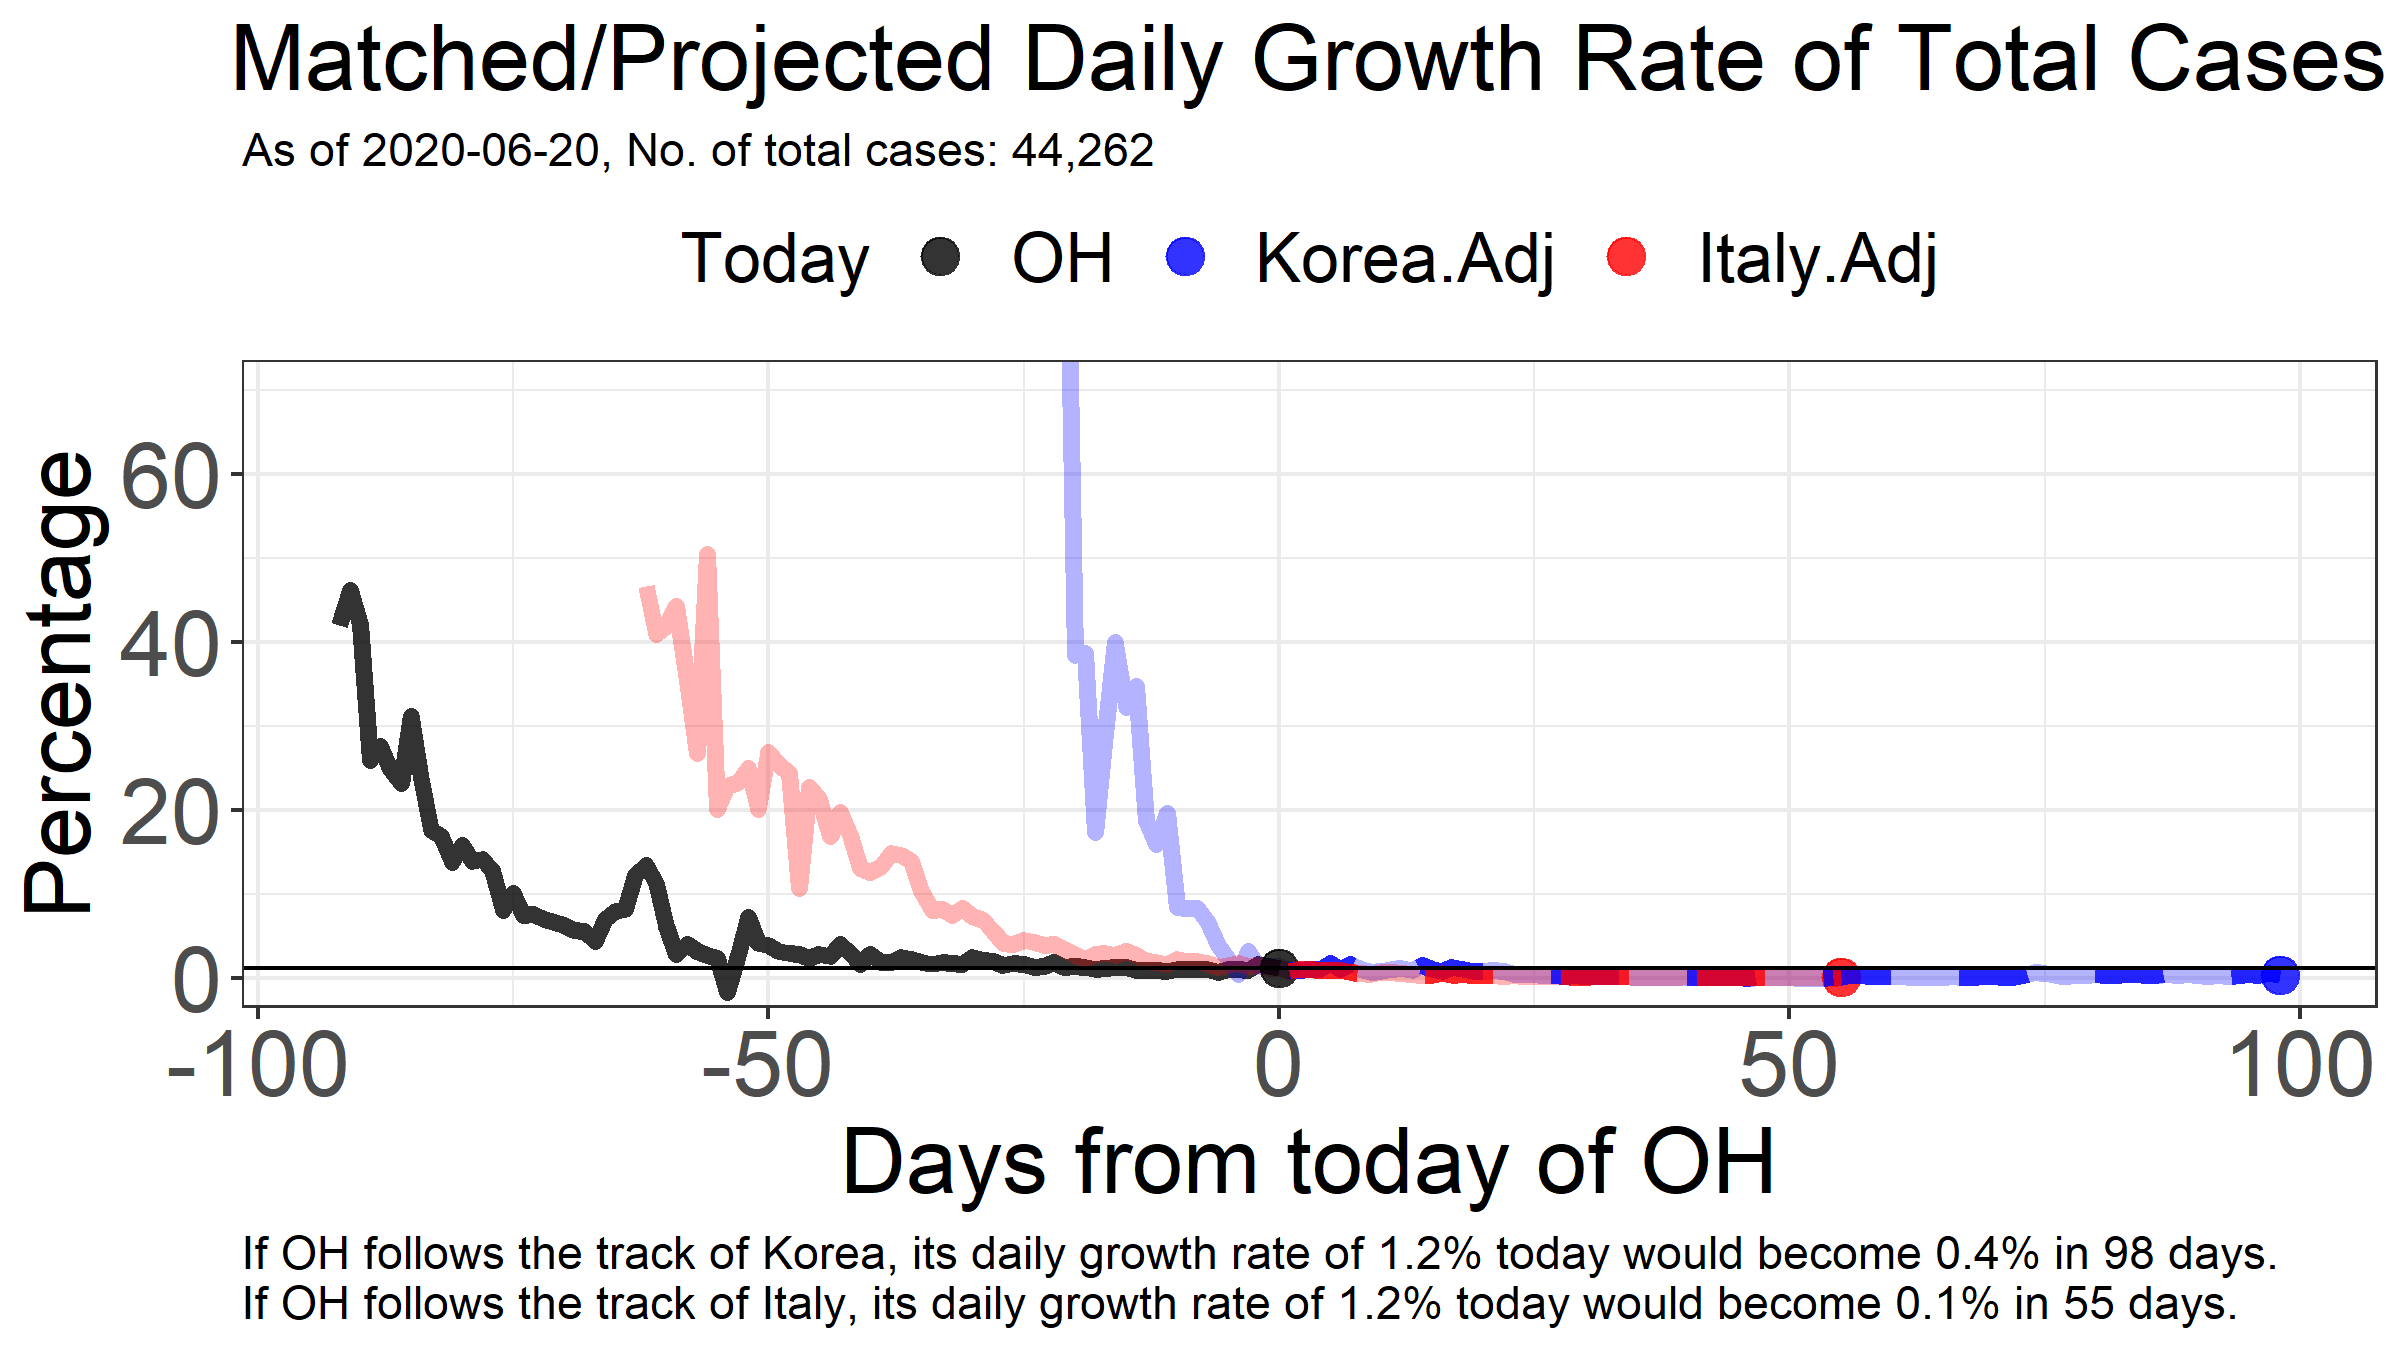 Matched/Projected Daily Growth Rate of Total Cases
As of 2020-06-20, No. of total cases: 44,262
Today OH Korea.Adj Italy.Adj
Percentage
60
40
20
0
-100 -50 0 50 100
Days from today of OH
If OH follows the track of Korea, its daily growth rate of 1.2% today would become 0.4% in 98 days.
If OH follows the track of Italy, its daily growth rate of 1.2% today would become 0.1% in 55 days.